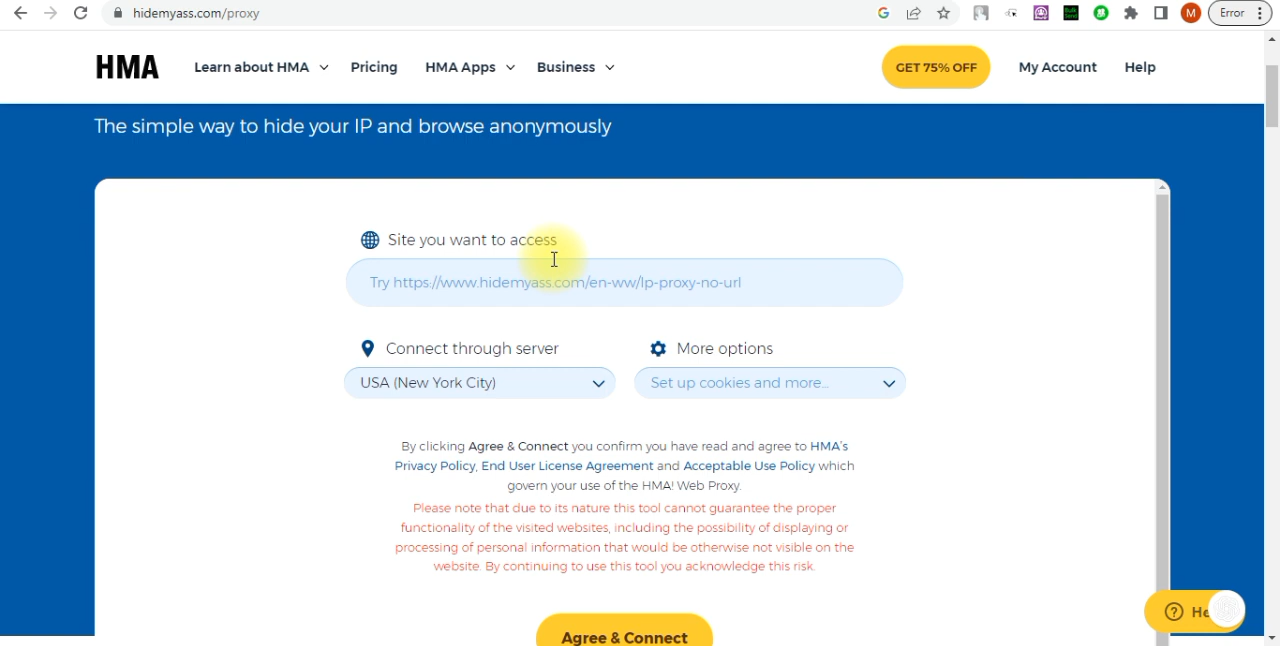 hidemyass.com/proxy
Error
M
HMA
Learn about HMA
Pricing
HMA Apps
Business
GET 75% OFF
My Account
Help
The simple way to hide your IP and browse anonymously
Site you want to access
Try https://www.hidemyass.com/en-ww/lp-proxy-no-url
Connect through server
More options
USA (New York City)
Set up cookies and more...
By clicking Agree & Connect you confirm you have read and agree to HMA's
Privacy Policy, End User License Agreement and Acceptable Use Policy which
govern your use of the HMA! Web Proxy.
Please note that due to its nature this tool cannot guarantee the proper
functionality of the visited websites, including the possibility of displaying or
processing of personal information that would be otherwise not visible on the
website. By continuing to use this tool you acknowledge this risk.
Agree & Connect